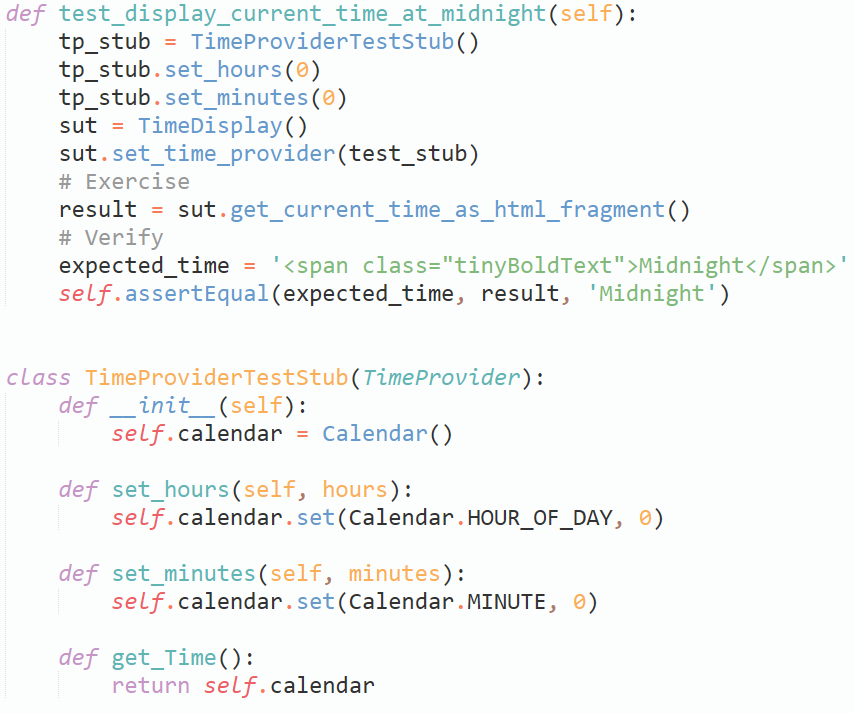 def test_display_current_time_at_midnight(self):
    tp_stub = TimeProviderTestStub()
    tp_stub.set_hours(0)
    tp_stub.set_minutes(0)
    sut = TimeDisplay()
    sut.set_time_provider(test_stub)
    # Exercise
    result = sut.get_current_time_as_html_fragment()
    # Verify
    expected_time = '<span class="tinyBoldText">Midnight</span>'
    self.assertEqual(expected_time, result, 'Midnight')
class TimeProviderTestStub(TimeProvider):
    def __init__(self):
        self.calendar = Calendar()
    def set_hours(self, hours):
        self.calendar.set(Calendar.HOUR_OF_DAY, 0)
    def set_minutes(self, minutes):
        self.calendar.set(Calendar.MINUTE, 0)
    def get_Time():
        return self.calendar